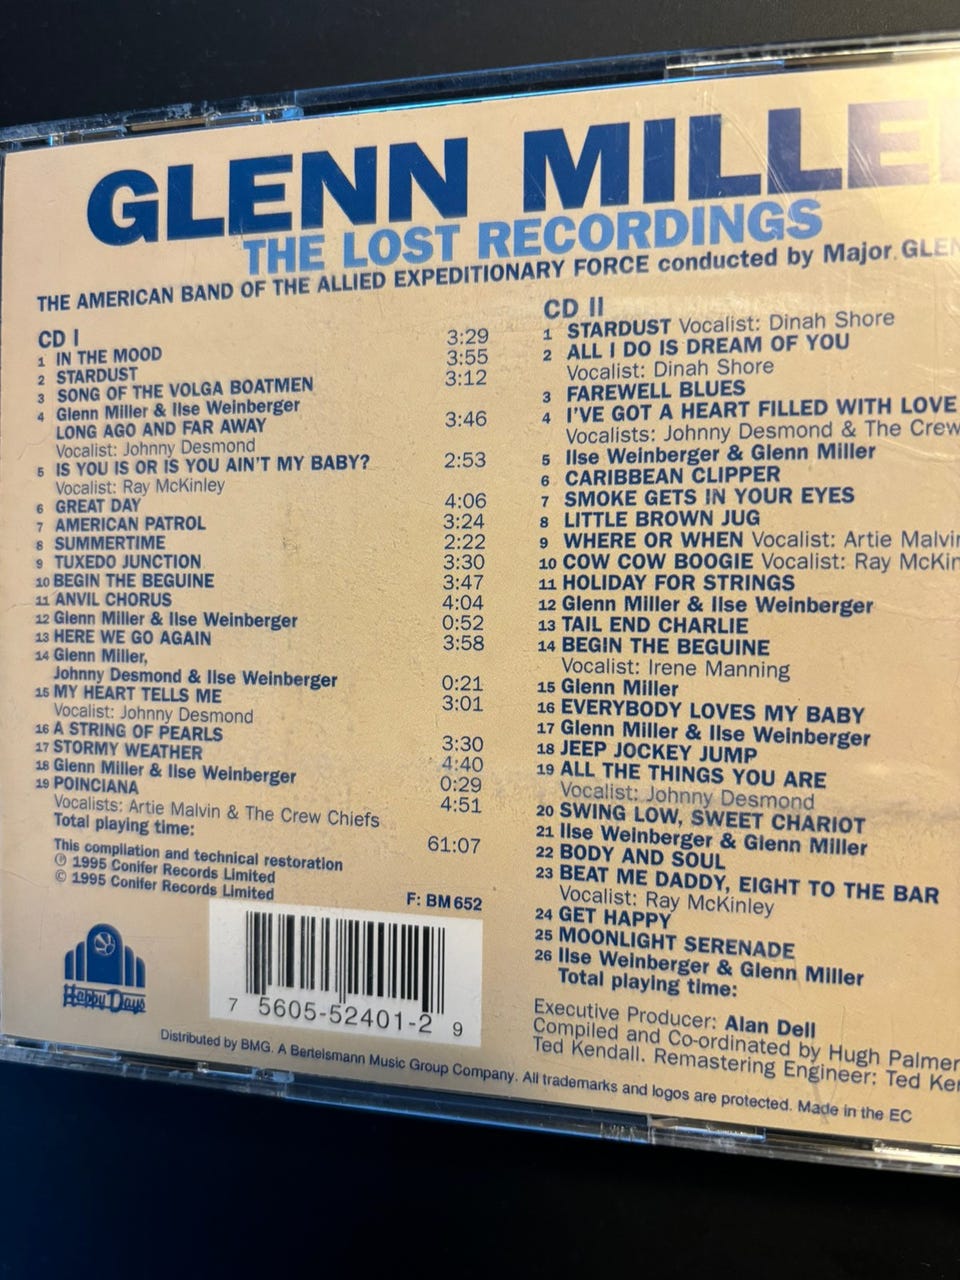 GLENN MILLE
THE LOST RECORDINGS
THE AMERICAN BAND OF THE ALLIED EXPEDITIONARY FORCE conducted by Major GLEN
CD I
1 IN THE MOOD 3:29
2 STARDUST 3:55
3 SONG OF THE VOLGA BOATMEN 3:12
4 Glenn Miller & Ilse Weinberger
LONG AGO AND FAR AWAY 3:46
Vocalist: Johnny Desmond
5 IS YOU IS OR IS YOU AIN'T MY BABY? 2:53
Vocalist: Ray McKinley
6 GREAT DAY 4:06
7 AMERICAN PATROL 3:24
8 SUMMERTIME 2:22
9 TUXEDO JUNCTION 3:30
10 BEGIN THE BEGUINE 3:47
11 ANVIL CHORUS 4:04
12 Glenn Miller & Ilse Weinberger 0:52
13 HERE WE GO AGAIN 3:58
14 Glenn Miller,
Johnny Desmond & Ilse Weinberger 0:21
15 MY HEART TELLS ME 3:01
Vocalist: Johnny Desmond
16 A STRING OF PEARLS 3:30
17 STORMY WEATHER 4:40
18 Glenn Miller & Ilse Weinberger 0:29
19 POINCIANA 4:51
Vocalists: Artie Malvin & The Crew Chiefs
Total playing time: 61:07
This compilation and technical restoration
℗ 1995 Conifer Records Limited
© 1995 Conifer Records Limited
F: BM 652
Happy Days
7 5605-52401-2 9
CD II
1 STARDUST Vocalist: Dinah Shore
2 ALL I DO IS DREAM OF YOU
Vocalist: Dinah Shore
3 FAREWELL BLUES
4 I'VE GOT A HEART FILLED WITH LOVE
Vocalists: Johnny Desmond & The Crew
5 Ilse Weinberger & Glenn Miller
6 CARIBBEAN CLIPPER
7 SMOKE GETS IN YOUR EYES
8 LITTLE BROWN JUG
9 WHERE OR WHEN Vocalist: Artie Malvin
10 COW COW BOOGIE Vocalist: Ray McKin
11 HOLIDAY FOR STRINGS
12 Glenn Miller & Ilse Weinberger
13 TAIL END CHARLIE
14 BEGIN THE BEGUINE
Vocalist: Irene Manning
15 Glenn Miller
16 EVERYBODY LOVES MY BABY
17 Glenn Miller & Ilse Weinberger
18 JEEP JOCKEY JUMP
19 ALL THE THINGS YOU ARE
Vocalist: Johnny Desmond
20 SWING LOW, SWEET CHARIOT
21 Ilse Weinberger & Glenn Miller
22 BODY AND SOUL
23 BEAT ME DADDY, EIGHT TO THE BAR
Vocalist: Ray McKinley
24 GET HAPPY
25 MOONLIGHT SERENADE
26 Ilse Weinberger & Glenn Miller
Total playing time:
Executive Producer: Alan Dell
Compiled and Co-ordinated by Hugh Palmer
Ted Kendall. Remastering Engineer: Ted Ke
Distributed by BMG. A Bertelsmann Music Group Company. All trademarks and logos are protected. Made in the EC